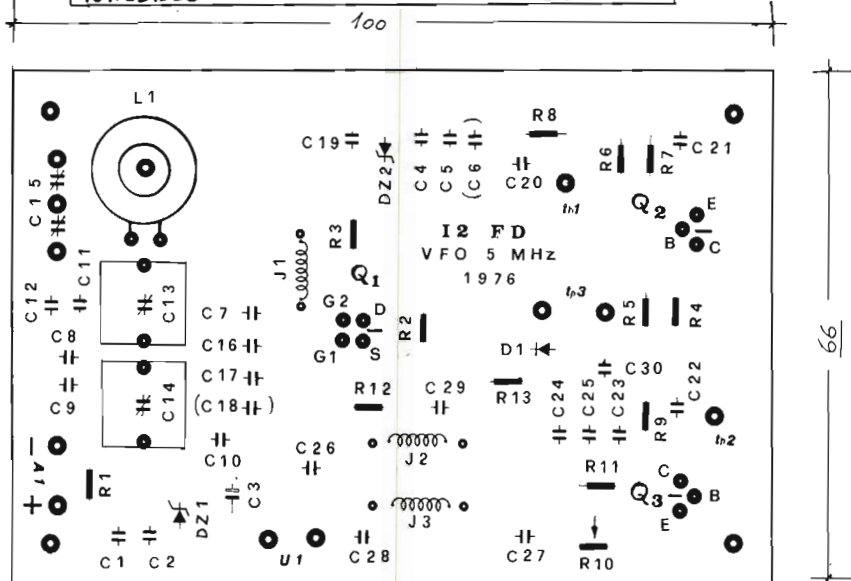 100
66
L1
C15
C12
C11
C13
C8
C9
C14
C7
C16
C17
(C18)
C10
C26
C3
DZ1
R1
A1
− +
C1
C2
U1
C28
J1
R3
Q1
G2
D
G1
S
R2
C19
DZ2
C4
C5
(C6)
R8
C20
tp1
R6
R7
C21
Q2
E
B
C
I2 FD
VFO 5 MHz
1976
tp3
R5
R4
D1
C30
R12
C29
R13
C24
C25
C23
C22
R9
tp2
J2
J3
R11
Q3
C
B
E
C27
R10